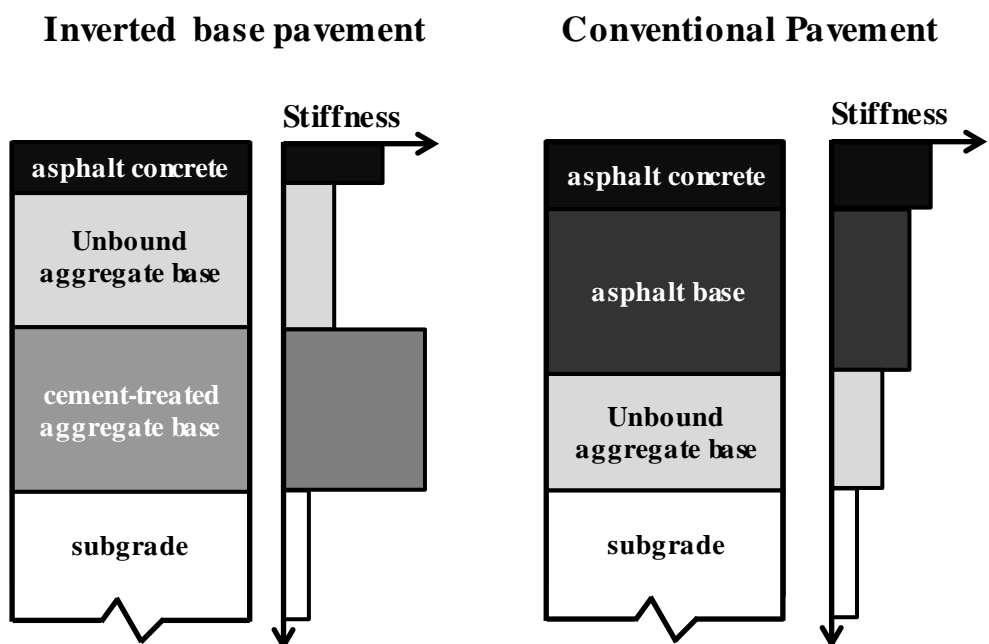 Inverted base pavement
Conventional Pavement
Stiffness
asphalt concrete
Unbound
aggregate base
cement-treated
aggregate base
subgrade
Stiffness
asphalt concrete
asphalt base
Unbound
aggregate base
subgrade